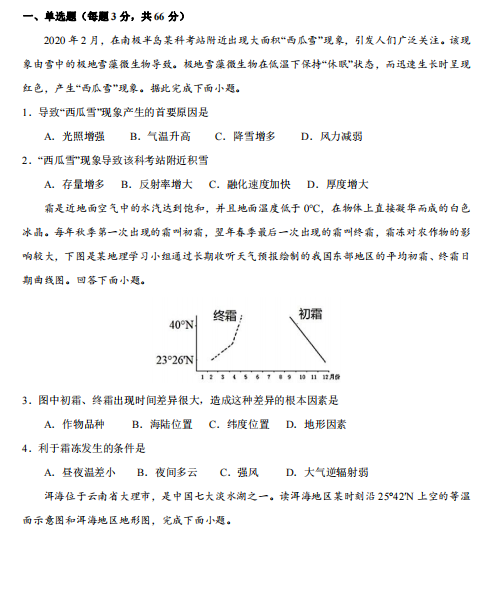 一、单选题（每题 3 分，共 66 分）
2020 年 2 月，在南极半岛某科考站附近出现大面积“西瓜雪”现象，引发人们广泛关注。该现
象由雪中的极地雪藻微生物导致。极地雪藻微生物在低温下保持“休眠”状态，而迅速生长时呈现
红色，产生“西瓜雪”现象。据此完成下面小题。
1．导致“西瓜雪”现象产生的首要原因是
A．光照增强 B．气温升高 C．降雪增多 D．风力减弱
2．“西瓜雪”现象导致该科考站附近积雪
A．存量增多 B．反射率增大 C．融化速度加快 D．厚度增大
霜是近地面空气中的水汽达到饱和，并且地面温度低于 0℃，在物体上直接凝华而成的白色
冰晶。每年秋季第一次出现的霜叫初霜，翌年春季最后一次出现的霜叫终霜，霜冻对农作物的影
响较大，下图是某地理学习小组通过长期收听天气预报绘制的我国东部地区的平均初霜、终霜日
期曲线图。回答下面小题。
终霜 初霜
40°N
23°26′N
1 2 3 4 5 6 7 8 9 10 11 12 月份
3．图中初霜、终霜出现时间差异很大，造成这种差异的根本因素是
A．作物品种 B．海陆位置 C．纬度位置 D．地形因素
4．利于霜冻发生的条件是
A．昼夜温差小 B．夜间多云 C．强风 D．大气逆辐射弱
洱海位于云南省大理市，是中国七大淡水湖之一。读洱海地区某时刻沿 25°42′N 上空的等温
面示意图和洱海地区地形图，完成下面小题。